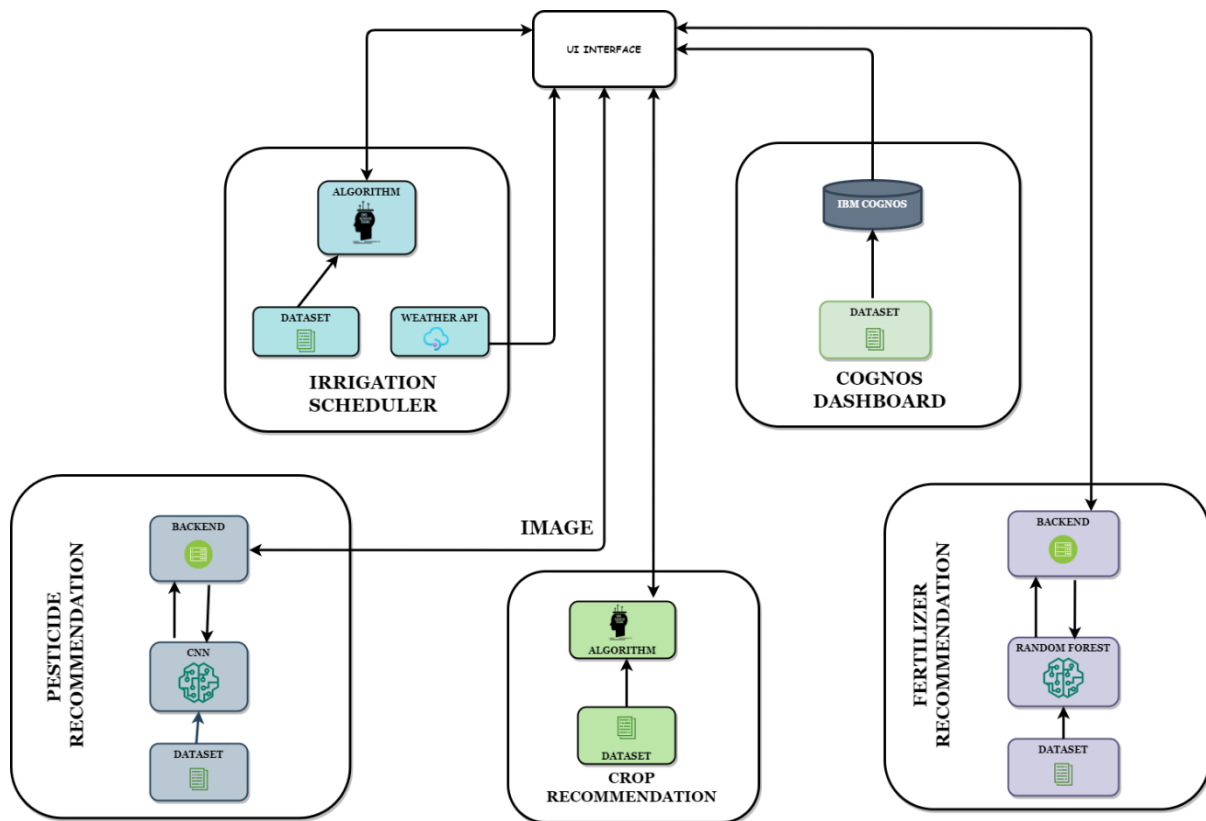 UI INTERFACE
ALGORITHM
DATASET
WEATHER API
IRRIGATION
SCHEDULER
IBM COGNOS
DATASET
COGNOS
DASHBOARD
PESTICIDE
RECOMMENDATION
BACKEND
CNN
DATASET
IMAGE
ALGORITHM
DATASET
CROP
RECOMMENDATION
FERTILIZER
RECOMMENDATION
BACKEND
RANDOM FOREST
DATASET